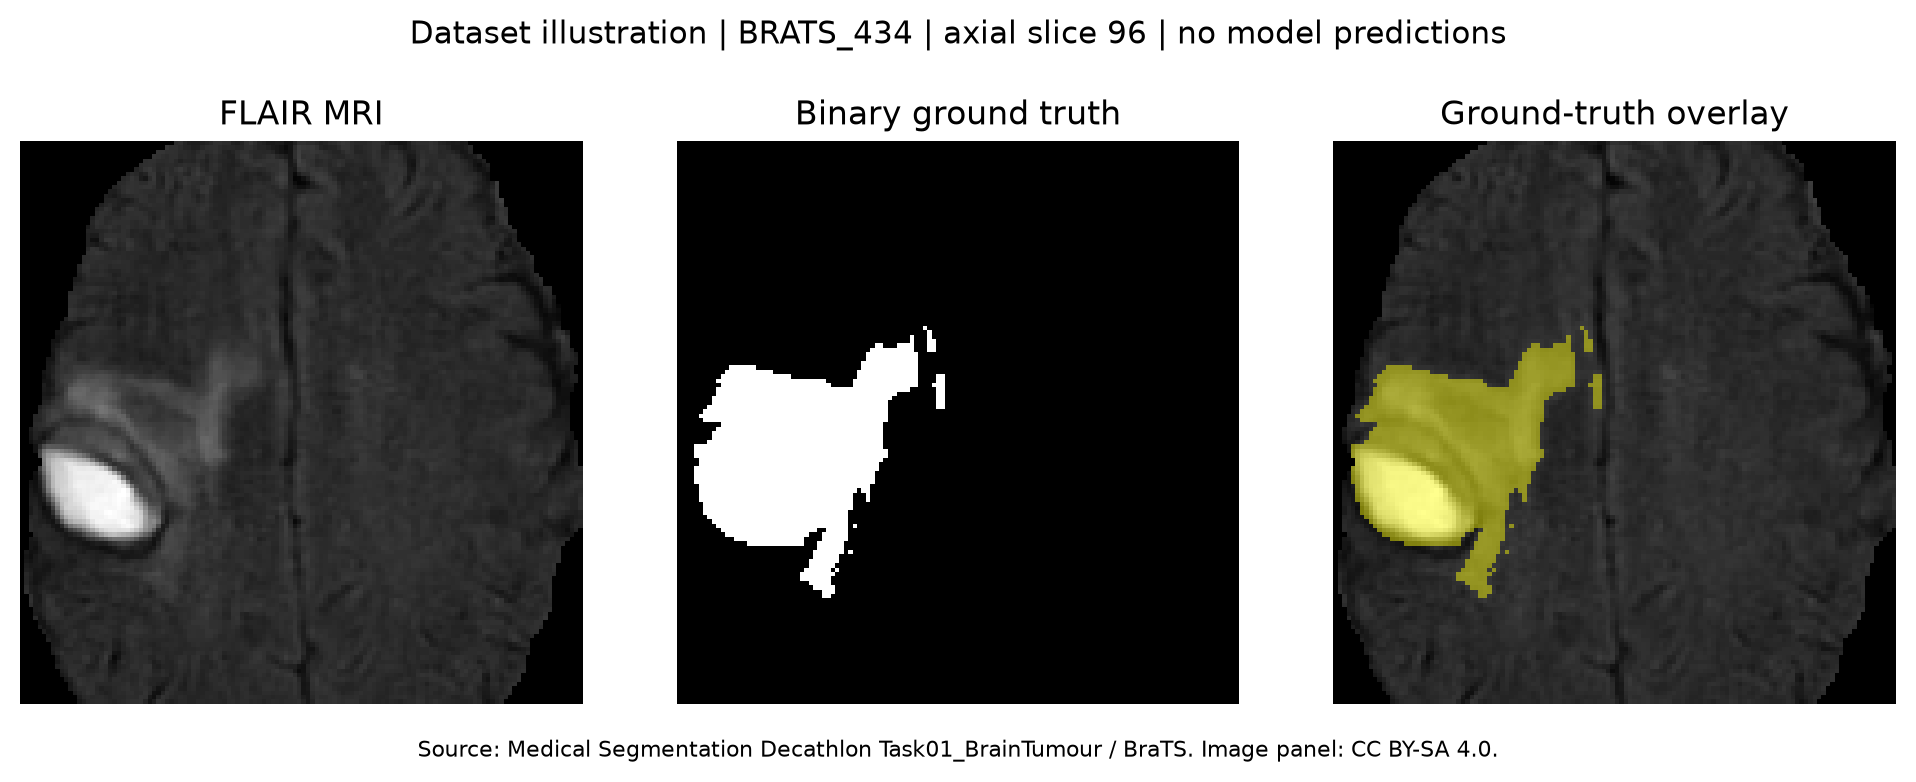 Dataset illustration | BRATS_434 | axial slice 96 | no model predictions
FLAIR MRI
Binary ground truth
Ground-truth overlay
Source: Medical Segmentation Decathlon Task01_BrainTumour / BraTS. Image panel: CC BY-SA 4.0.